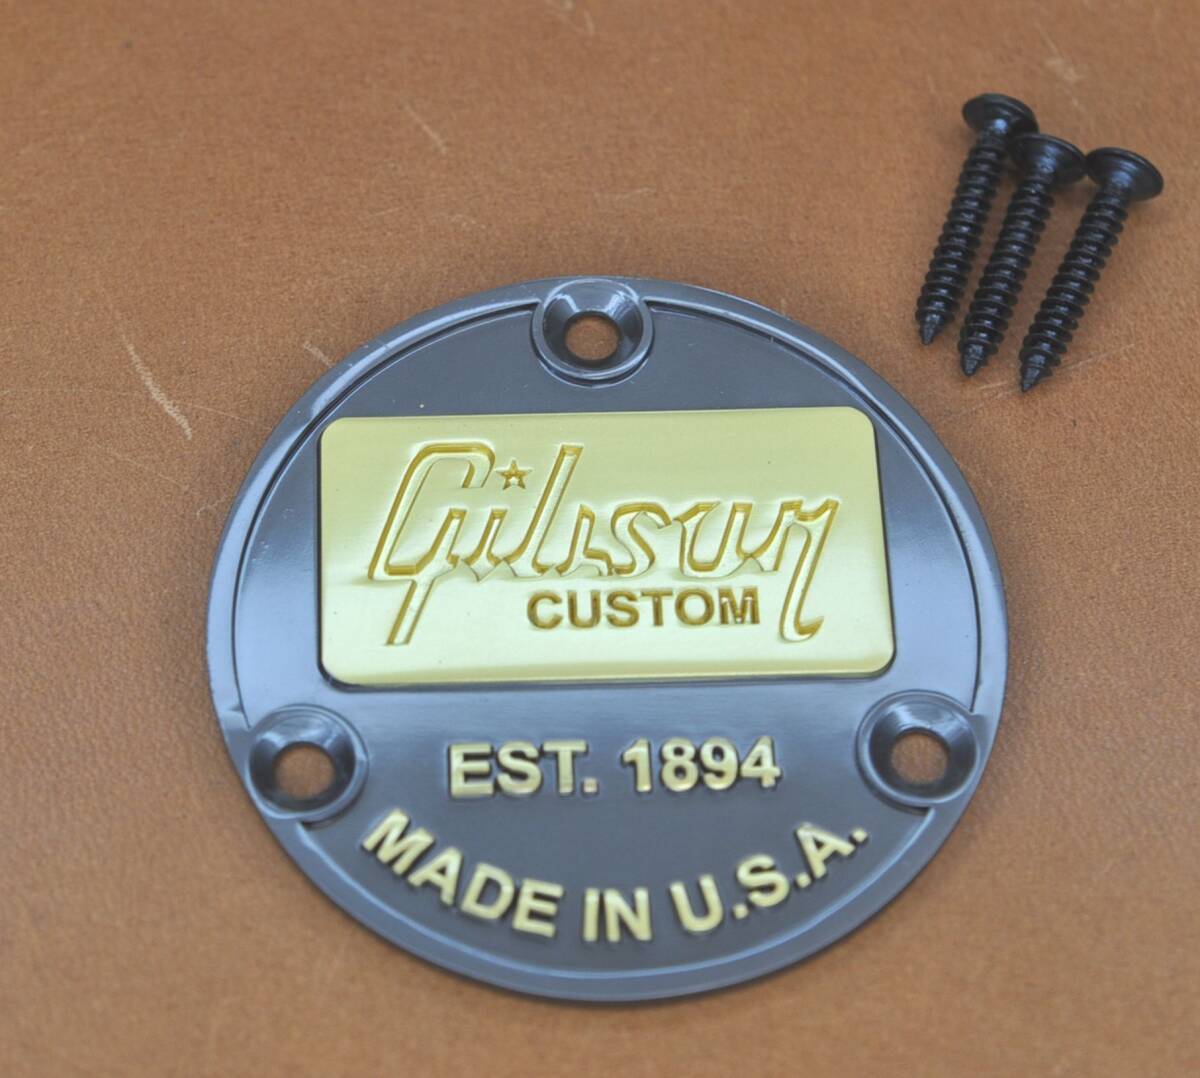 Gibson
CUSTOM
EST. 1894
MADE IN U.S.A.